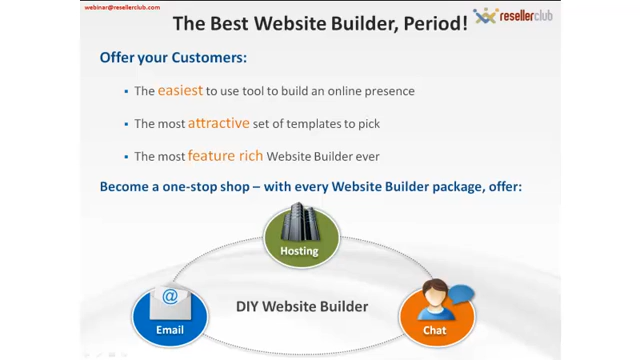 webinar@resellerclub.com
The Best Website Builder, Period!
resellerclub
Offer your Customers:
▪ The easiest to use tool to build an online presence
▪ The most attractive set of templates to pick
▪ The most feature rich Website Builder ever
Become a one-stop shop – with every Website Builder package, offer:
Hosting
@
DIY Website Builder
Email
Chat